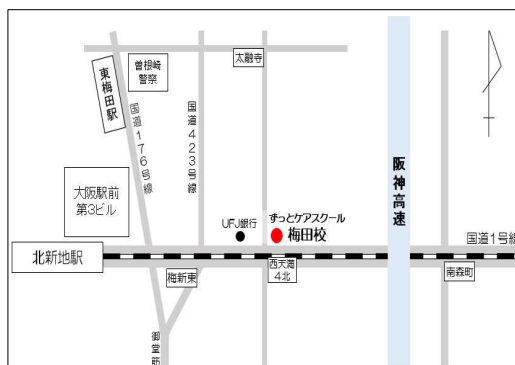 東梅田駅
曽根崎
警察
太融寺
国道176号線
国道423号線
阪神高速
大阪駅前
第3ビル
UFJ銀行
ずっとケアスクール
梅田校
国道1号線
北新地駅
梅新東
西天満
4北
南森町
御堂筋